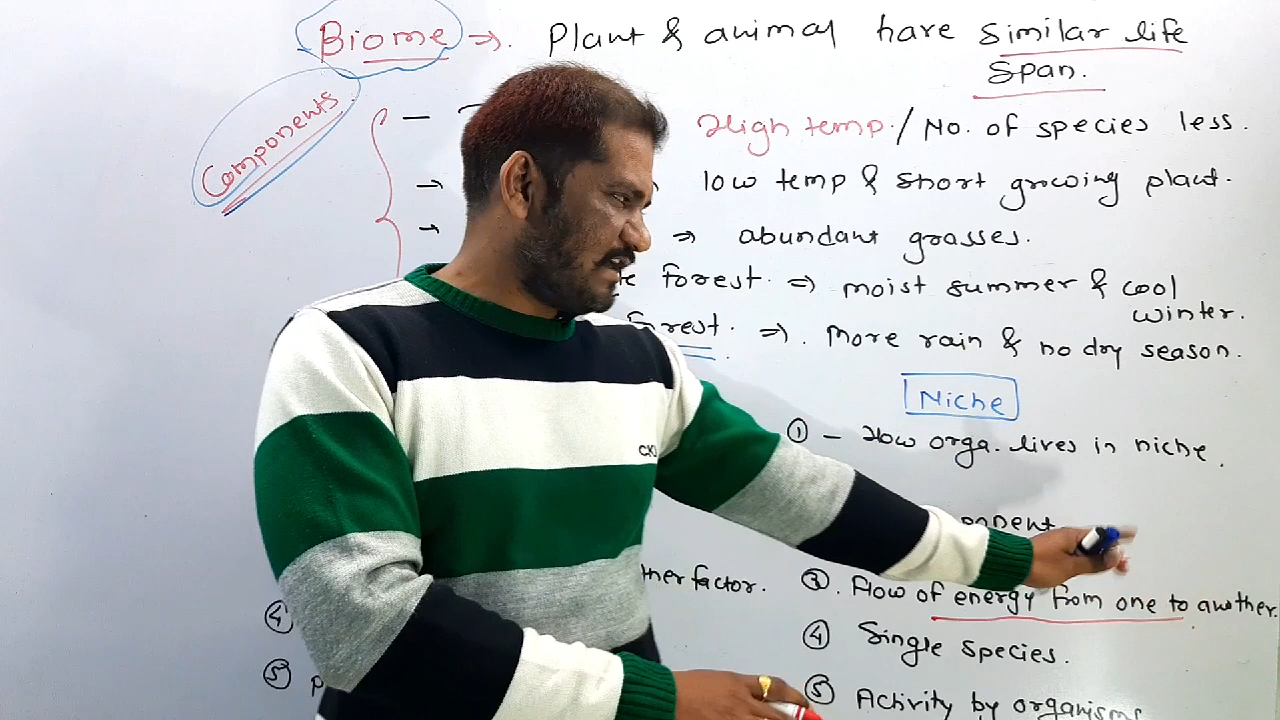 Biome → Plant & animal have similar life
span.
Components
High temp. / No. of species less.
→ low temp & short growing plant.
→ ⇒ abundant grasses.
forest ⇒ moist summer & cool
winter.
forest. ⇒ More rain & no dry season.
Niche
① - How orga. lives in niche.
factor.
③. Flow of energy from one to another.
④ Single species.
④
⑤
⑤ Activity by organisms